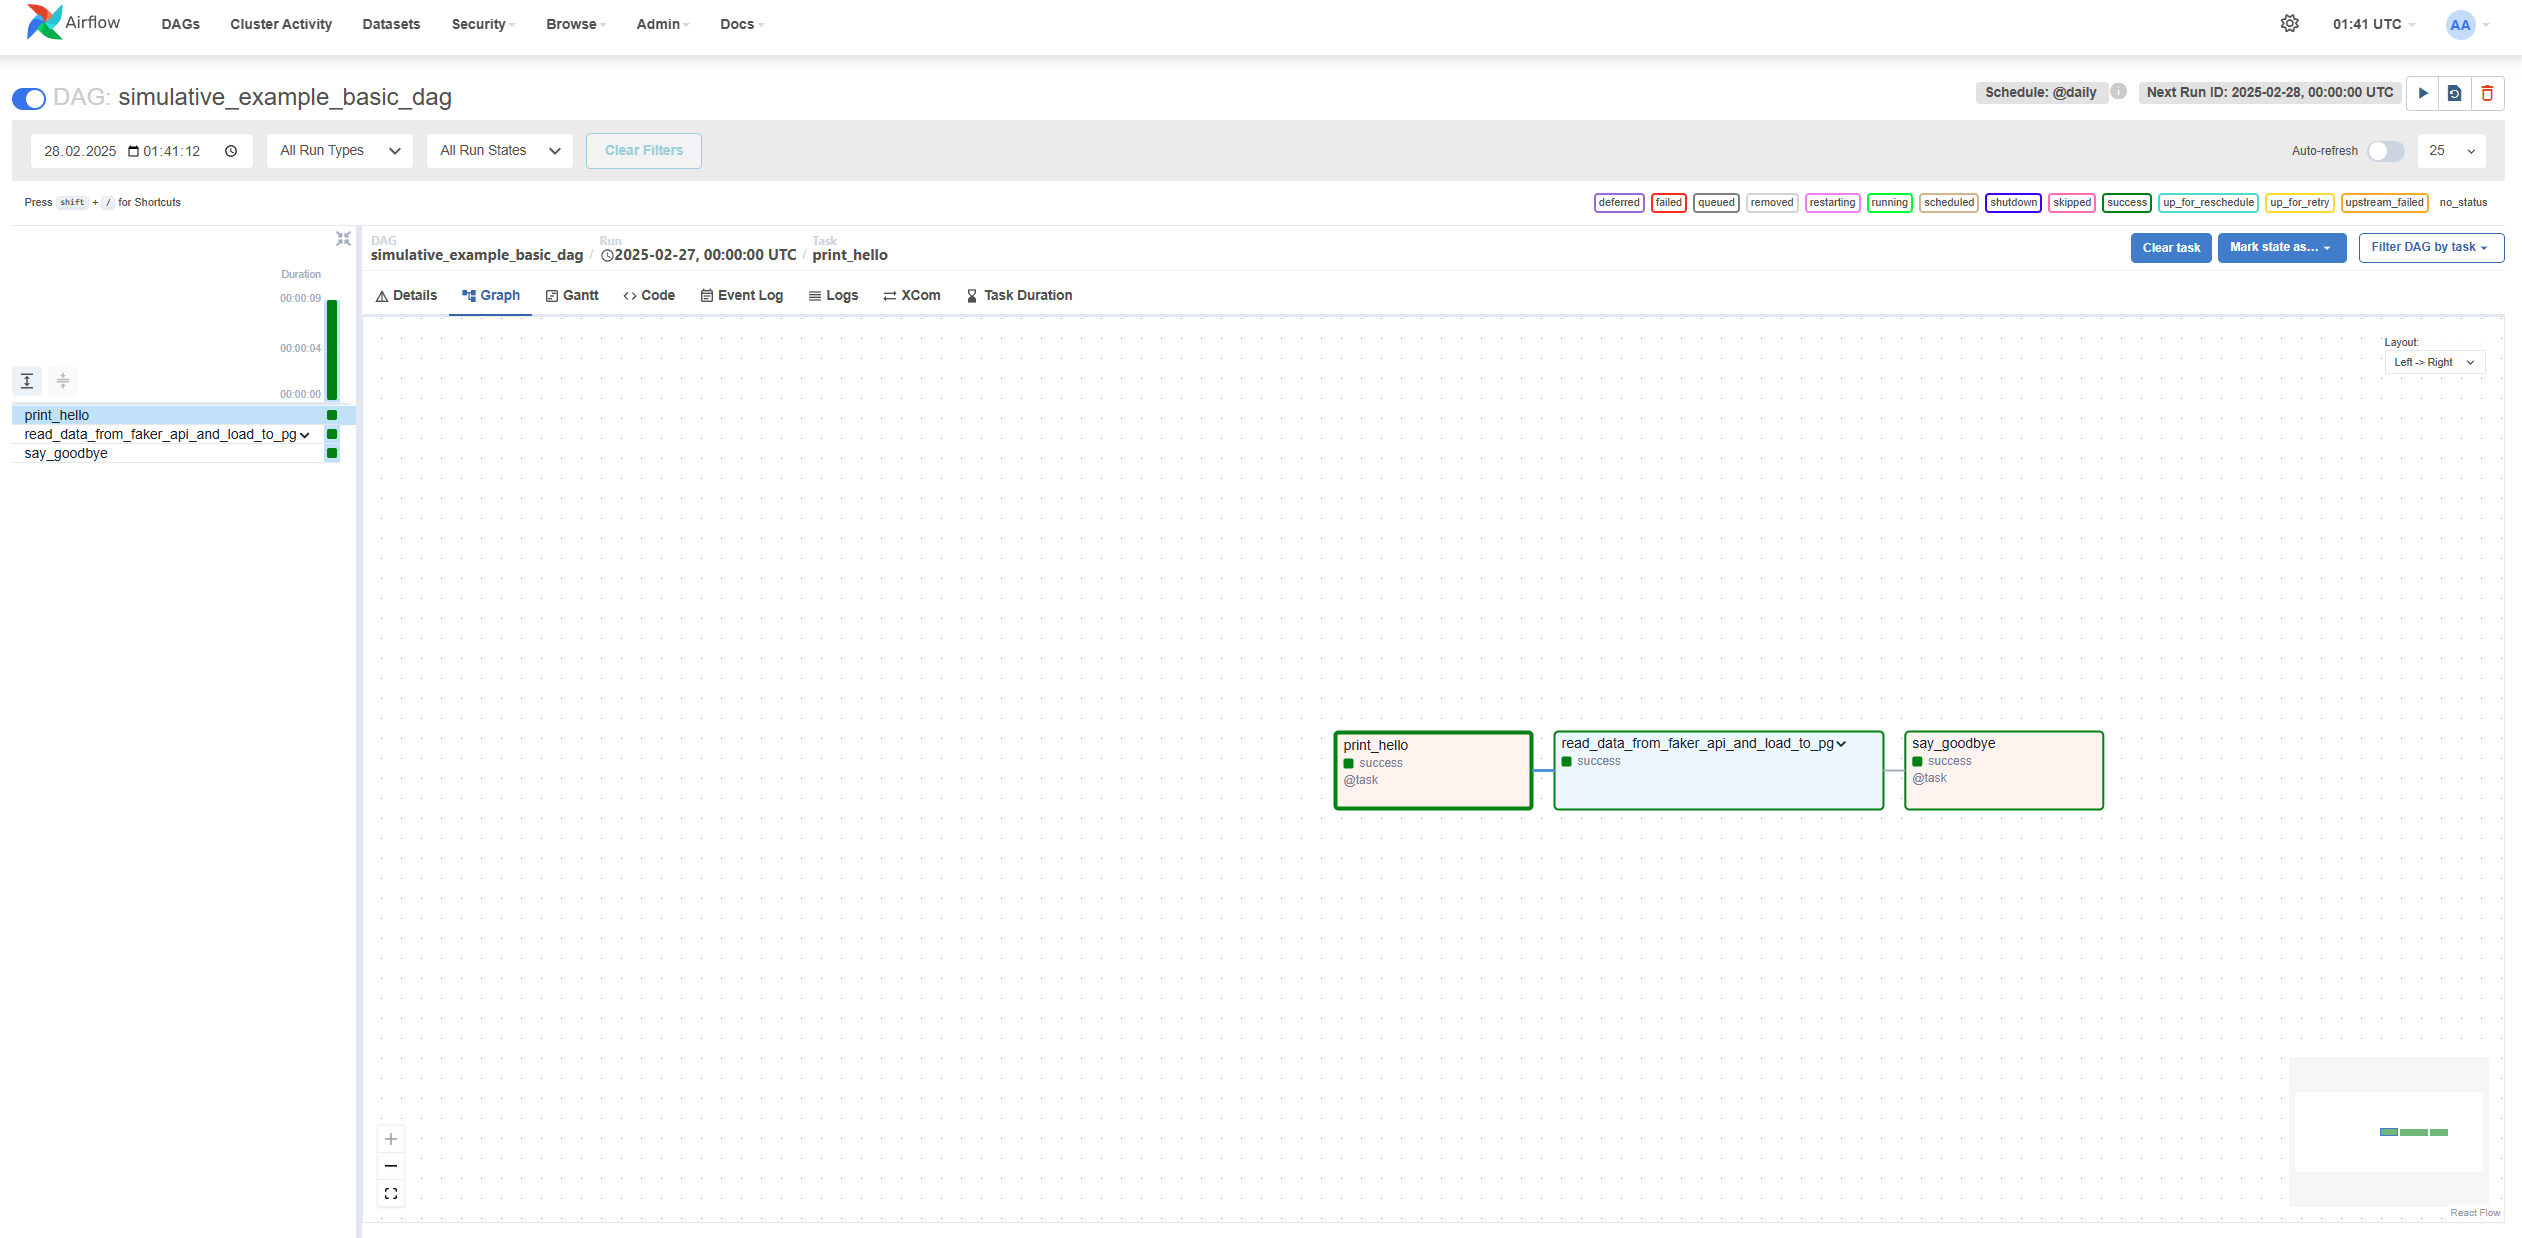 Airflow DAGs Cluster Activity Datasets Security Browse Admin Docs 01:41 UTC AA
DAG: simulative_example_basic_dag
Schedule: @daily i Next Run ID: 2025-02-28, 00:00:00 UTC
28.02.2025 01:41:12 All Run Types All Run States Clear Filters Auto-refresh 25
Press shift + / for Shortcuts
deferred failed queued removed restarting running scheduled shutdown skipped success up_for_reschedule up_for_retry upstream_failed no_status
Duration
00:00:09
00:00:04
00:00:00
print_hello
read_data_from_faker_api_and_load_to_pg
say_goodbye
DAG Run Task
simulative_example_basic_dag / 2025-02-27, 00:00:00 UTC / print_hello
Clear task Mark state as... Filter DAG by task
Details Graph Gantt Code Event Log Logs XCom Task Duration
Layout:
Left -> Right
print_hello
success
@task
read_data_from_faker_api_and_load_to_pg
success
say_goodbye
success
@task
React Flow